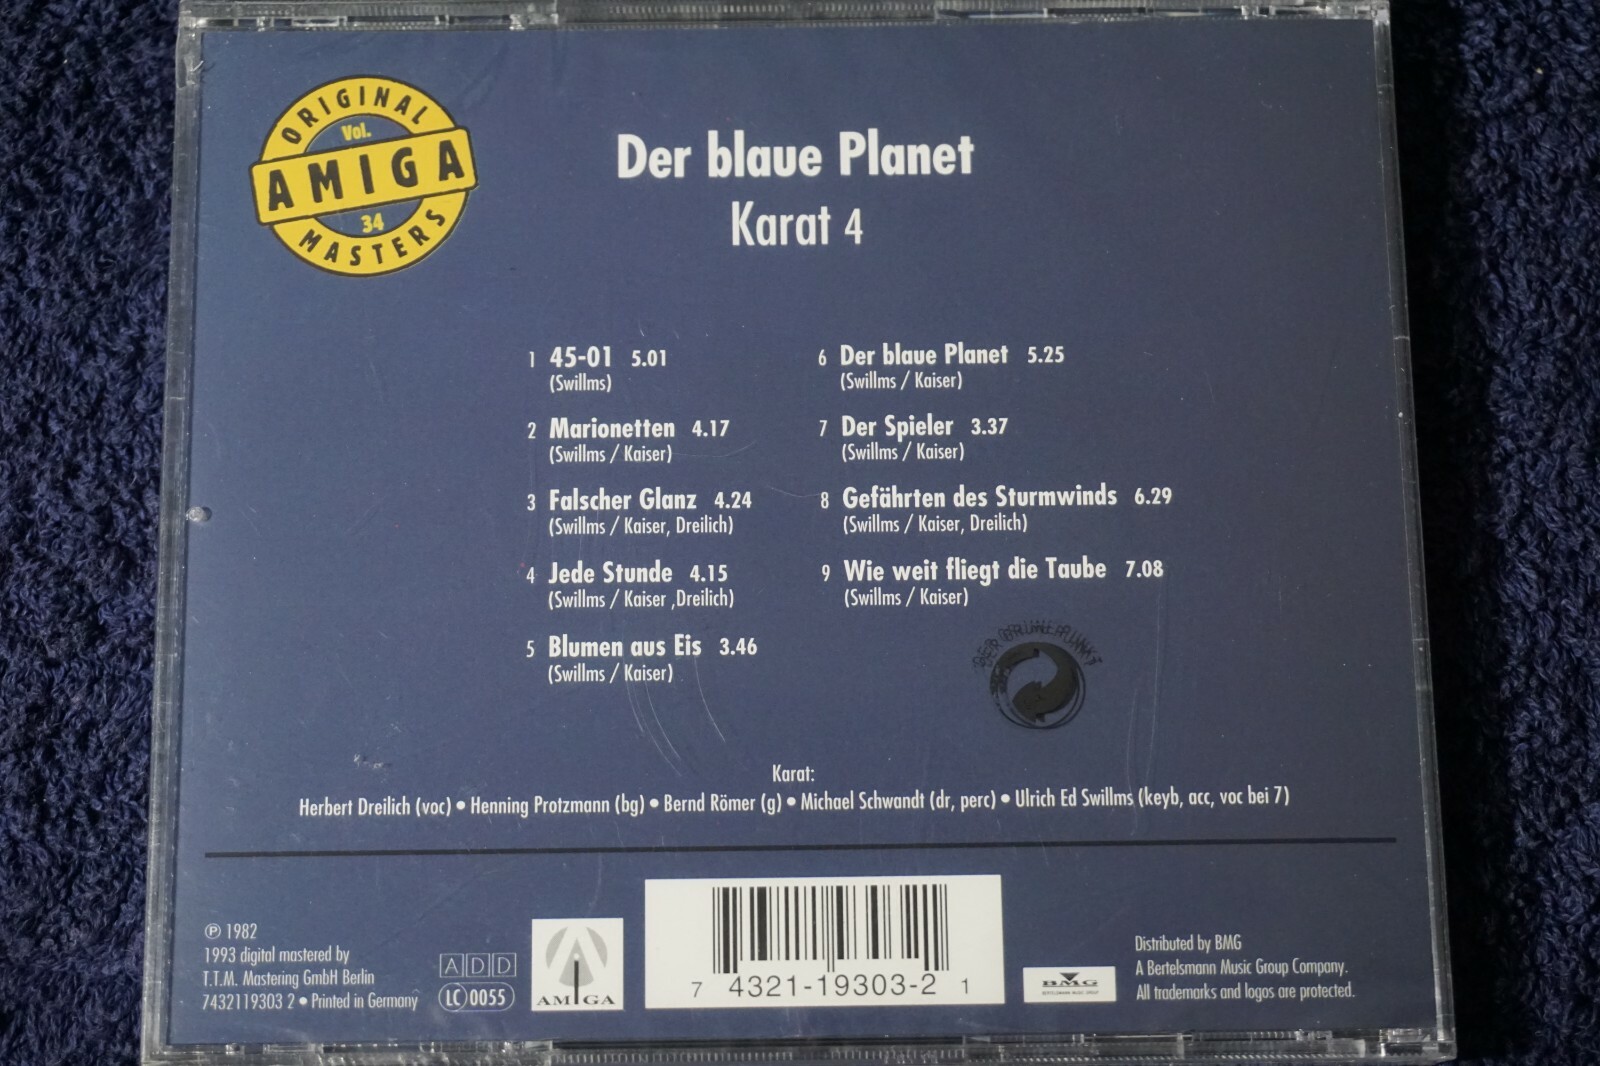 ORIGINAL
Vol.
AMIGA
34
MASTERS
Der blaue Planet
Karat 4
1 45-01 5.01
(Swillms)
2 Marionetten 4.17
(Swillms / Kaiser)
3 Falscher Glanz 4.24
(Swillms / Kaiser, Dreilich)
4 Jede Stunde 4.15
(Swillms / Kaiser ,Dreilich)
5 Blumen aus Eis 3.46
(Swillms / Kaiser)
6 Der blaue Planet 5.25
(Swillms / Kaiser)
7 Der Spieler 3.37
(Swillms / Kaiser)
8 Gefährten des Sturmwinds 6.29
(Swillms / Kaiser, Dreilich)
9 Wie weit fliegt die Taube 7.08
(Swillms / Kaiser)
DER GRÜNE PUNKT
Karat:
Herbert Dreilich (voc) • Henning Protzmann (bg) • Bernd Römer (g) • Michael Schwandt (dr, perc) • Ulrich Ed Swillms (keyb, acc, voc bei 7)
℗ 1982
1993 digital mastered by
T.T.M. Mastering GmbH Berlin
7432119303 2 • Printed in Germany
ADD
LC 0055
AMIGA
7 4321-19303-2 1
BMG
BERTELSMANN MUSIC GROUP
Distributed by BMG
A Bertelsmann Music Group Company.
All trademarks and logos are protected.